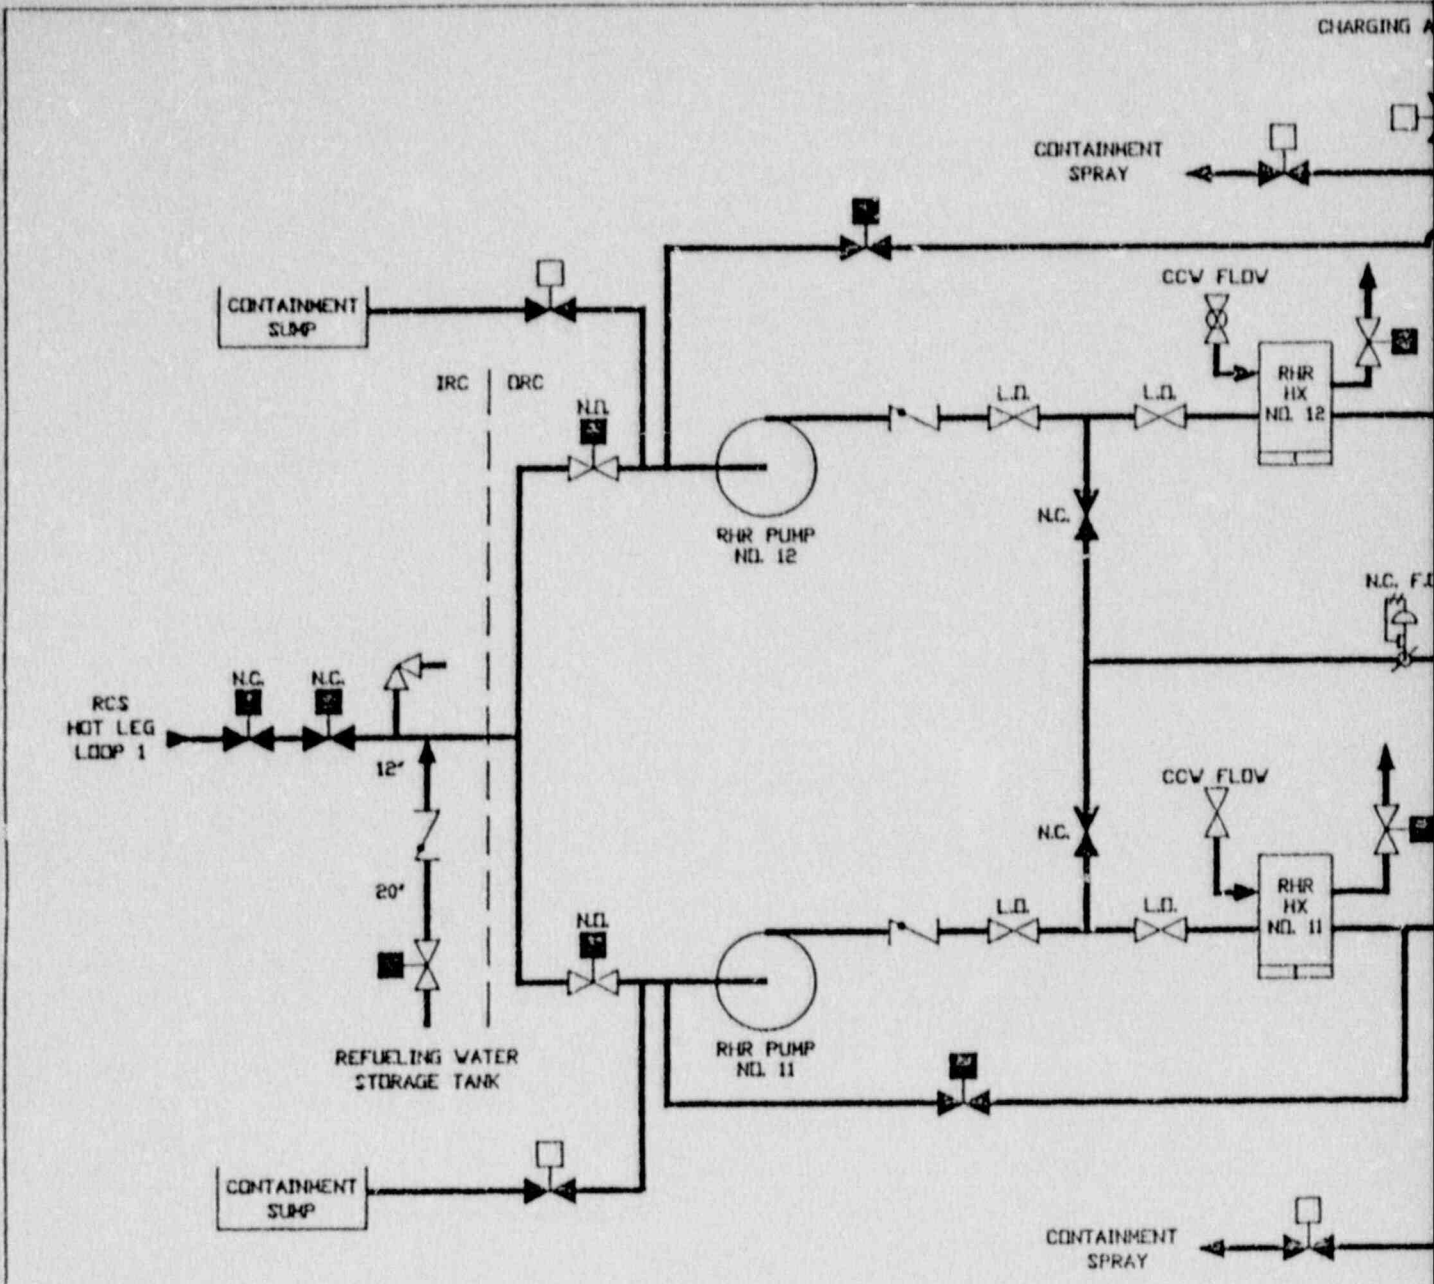 CHARGING A
CONTAINMENT
SPRAY
CCW FLOW
CONTAINMENT
SUMP
IRC
ORC
N.O.
L.O.
L.O.
RHR
HX
NO. 12
RHR PUMP
NO. 12
N.C.
N.C. F.O
RCS
HOT LEG
LOOP 1
N.C.
N.C.
12"
CCW FLOW
N.C.
20"
N.O.
L.O.
L.O.
RHR
HX
NO. 11
RHR PUMP
NO. 11
REFUELING WATER
STORAGE TANK
CONTAINMENT
SUMP
CONTAINMENT
SPRAY